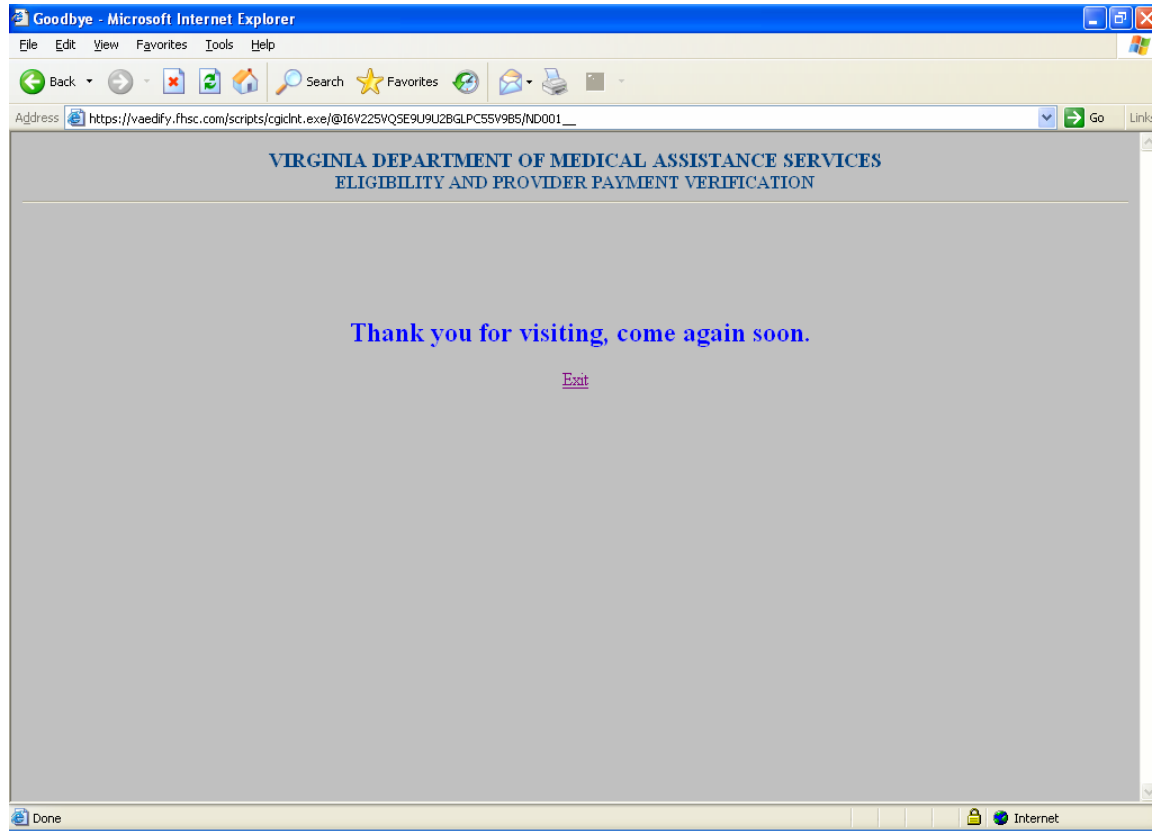 Goodbye - Microsoft Internet Explorer
File Edit View Favorites Tools Help
Back Search Favorites
Address https://vaedify.fhsc.com/scripts/cgiclnt.exe/@I6V225VQSE9U9U2BGLPC55V9B5/ND001__ Go Links
VIRGINIA DEPARTMENT OF MEDICAL ASSISTANCE SERVICES
ELIGIBILITY AND PROVIDER PAYMENT VERIFICATION
Thank you for visiting, come again soon.
Exit
Done Internet